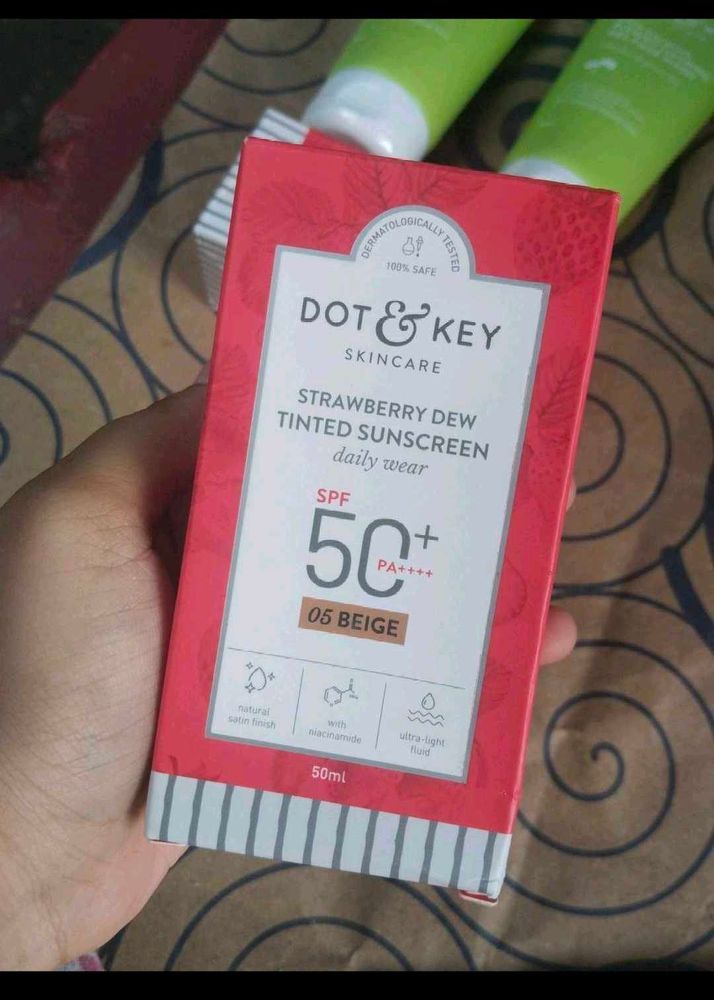 DERMATOLOGICALLY TESTED
100% SAFE
DOT & KEY
SKINCARE
STRAWBERRY DEW
TINTED SUNSCREEN
daily wear
SPF
50+
PA++++
05 BEIGE
natural
satin finish
with
niacinamide
ultra-light
fluid
50ml